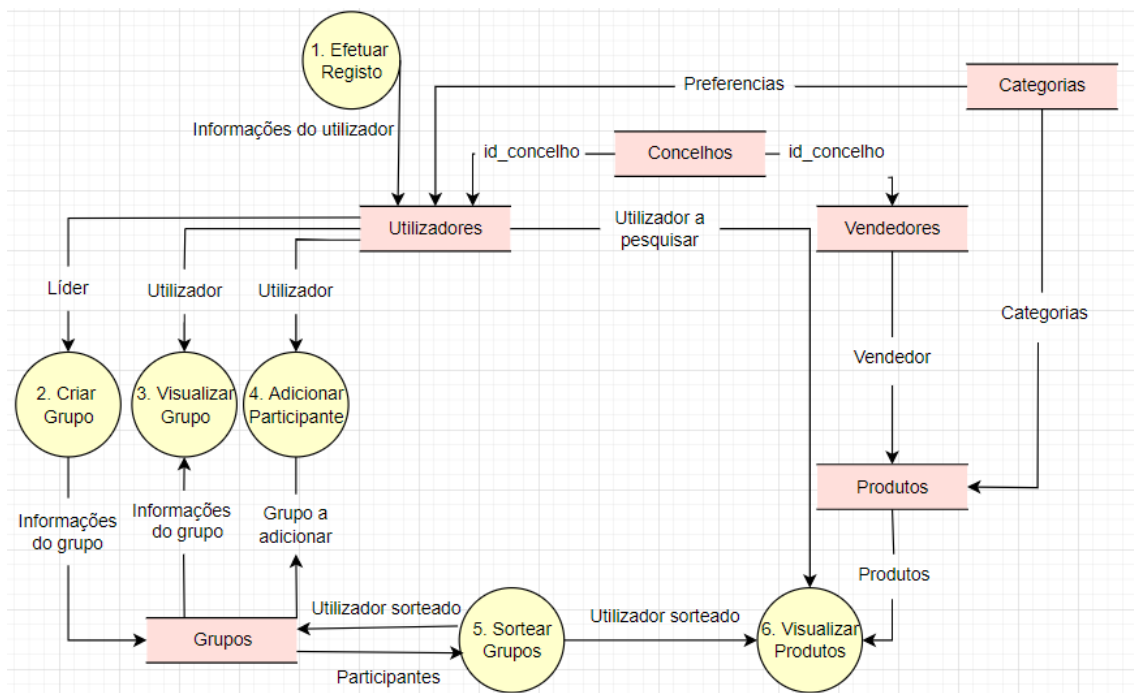 1. Efetuar
Registo
Preferencias
Categorias
Informações do utilizador
id_concelho
Concelhos
id_concelho
Utilizadores
Utilizador a
pesquisar
Vendedores
Líder
Utilizador
Utilizador
Categorias
Vendedor
2. Criar
Grupo
3. Visualizar
Grupo
4. Adicionar
Participante
Produtos
Informações
do grupo
Informações
do grupo
Grupo a
adicionar
Produtos
Utilizador sorteado
Utilizador sorteado
Grupos
5. Sortear
Grupos
6. Visualizar
Produtos
Participantes